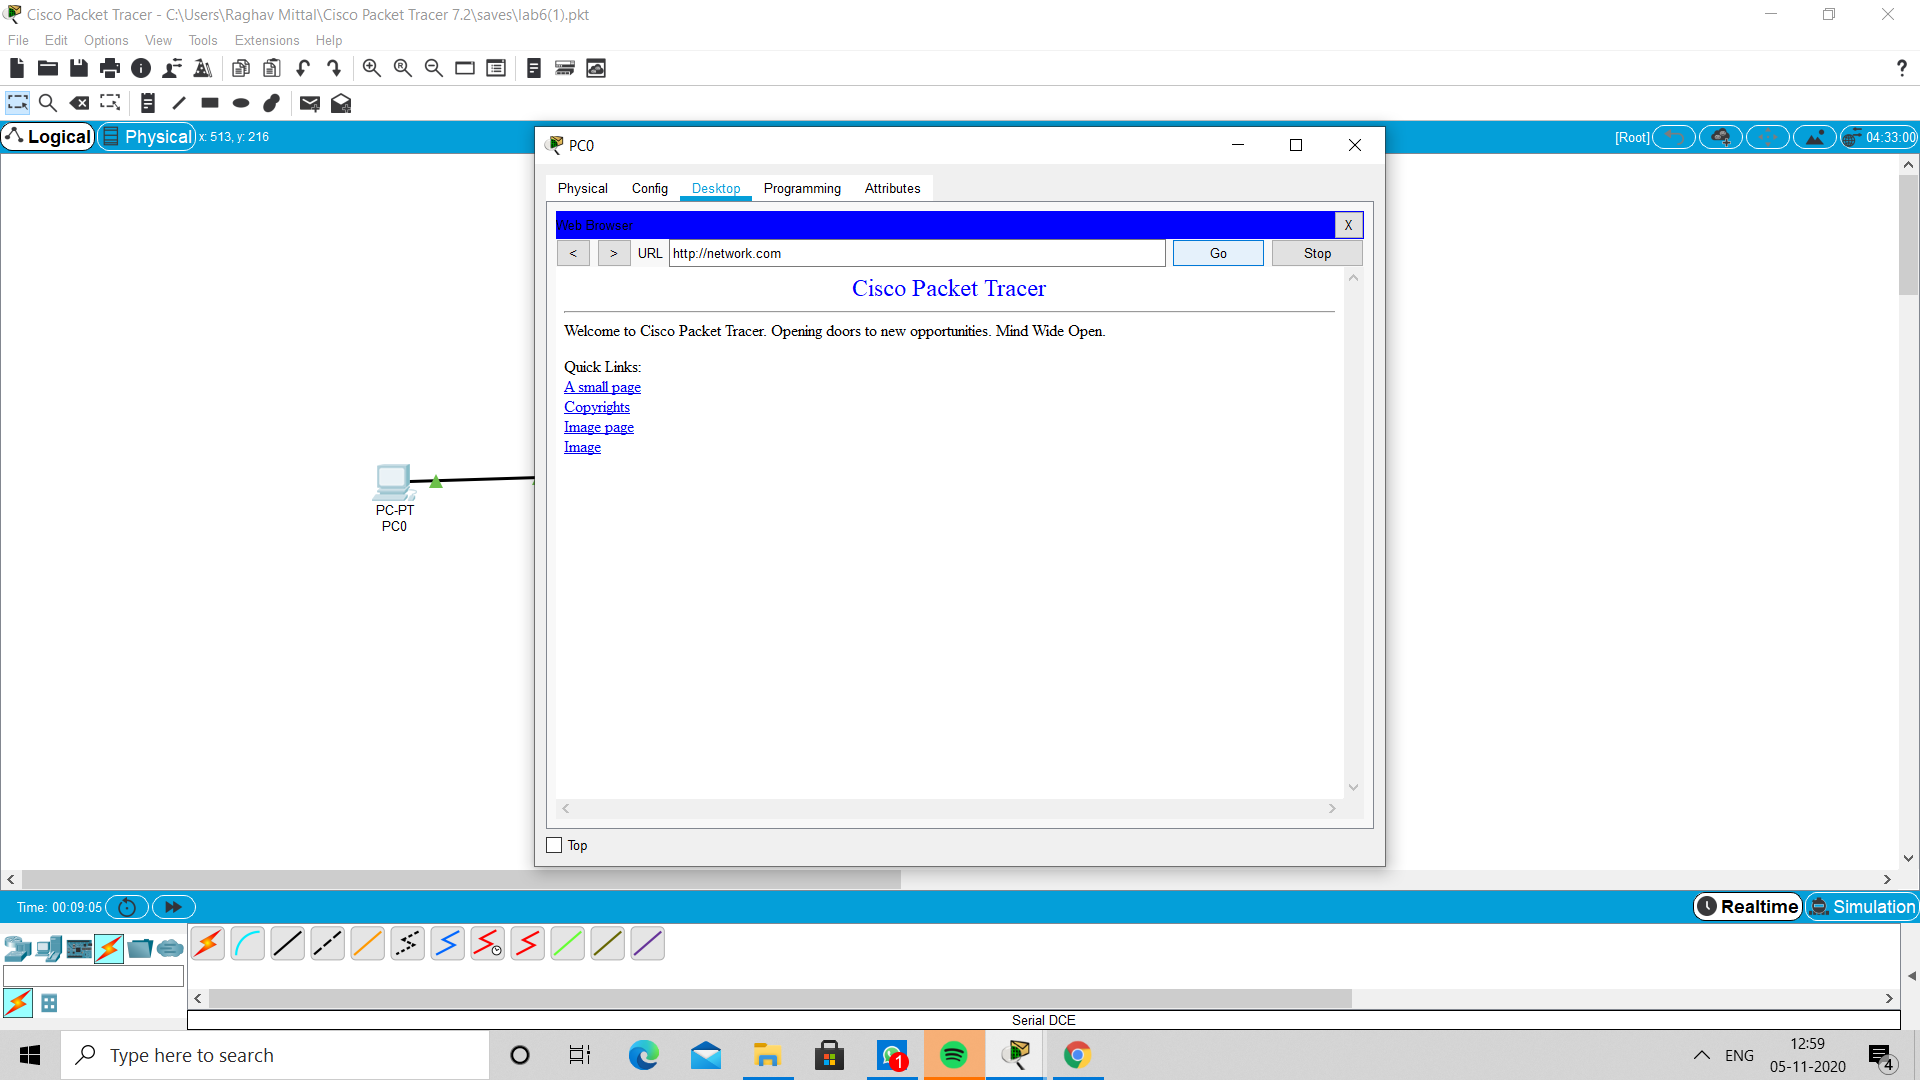 Cisco Packet Tracer - C:\Users\Raghav Mittal\Cisco Packet Tracer 7.2\saves\lab6(1).pkt
File Edit Options View Tools Extensions Help
?
Logical Physical x: 513, y: 216 [Root] 04:33:00
PC0
Physical Config Desktop Programming Attributes
Web Browser X
< > URL http://network.com Go Stop
Cisco Packet Tracer
Welcome to Cisco Packet Tracer. Opening doors to new opportunities. Mind Wide Open.
Quick Links:
A small page
Copyrights
Image page
Image
PC-PT
PC0
Top
Time: 00:09:05 Realtime Simulation
Serial DCE
Type here to search
1
ENG
12:59
05-11-2020
4